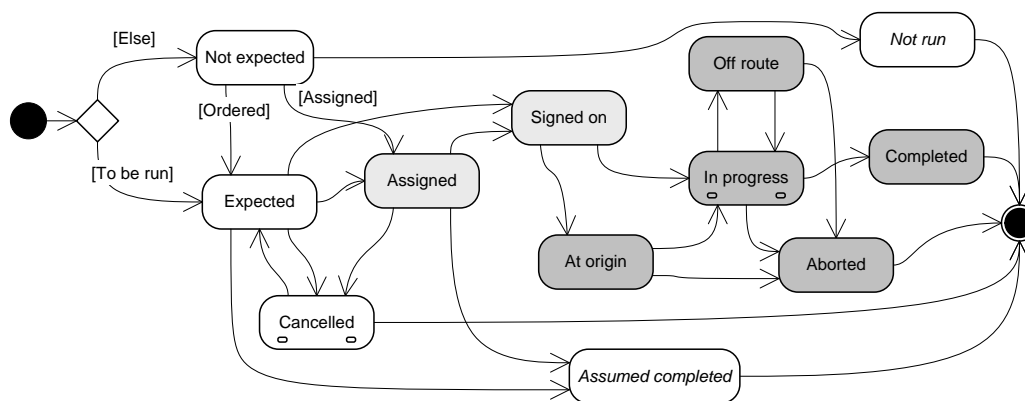 [Else]
Not expected
Not run
Off route
[Assigned]
[Ordered]
Signed on
[To be run]
Expected
Assigned
In progress
Completed
At origin
Aborted
Cancelled
Assumed completed